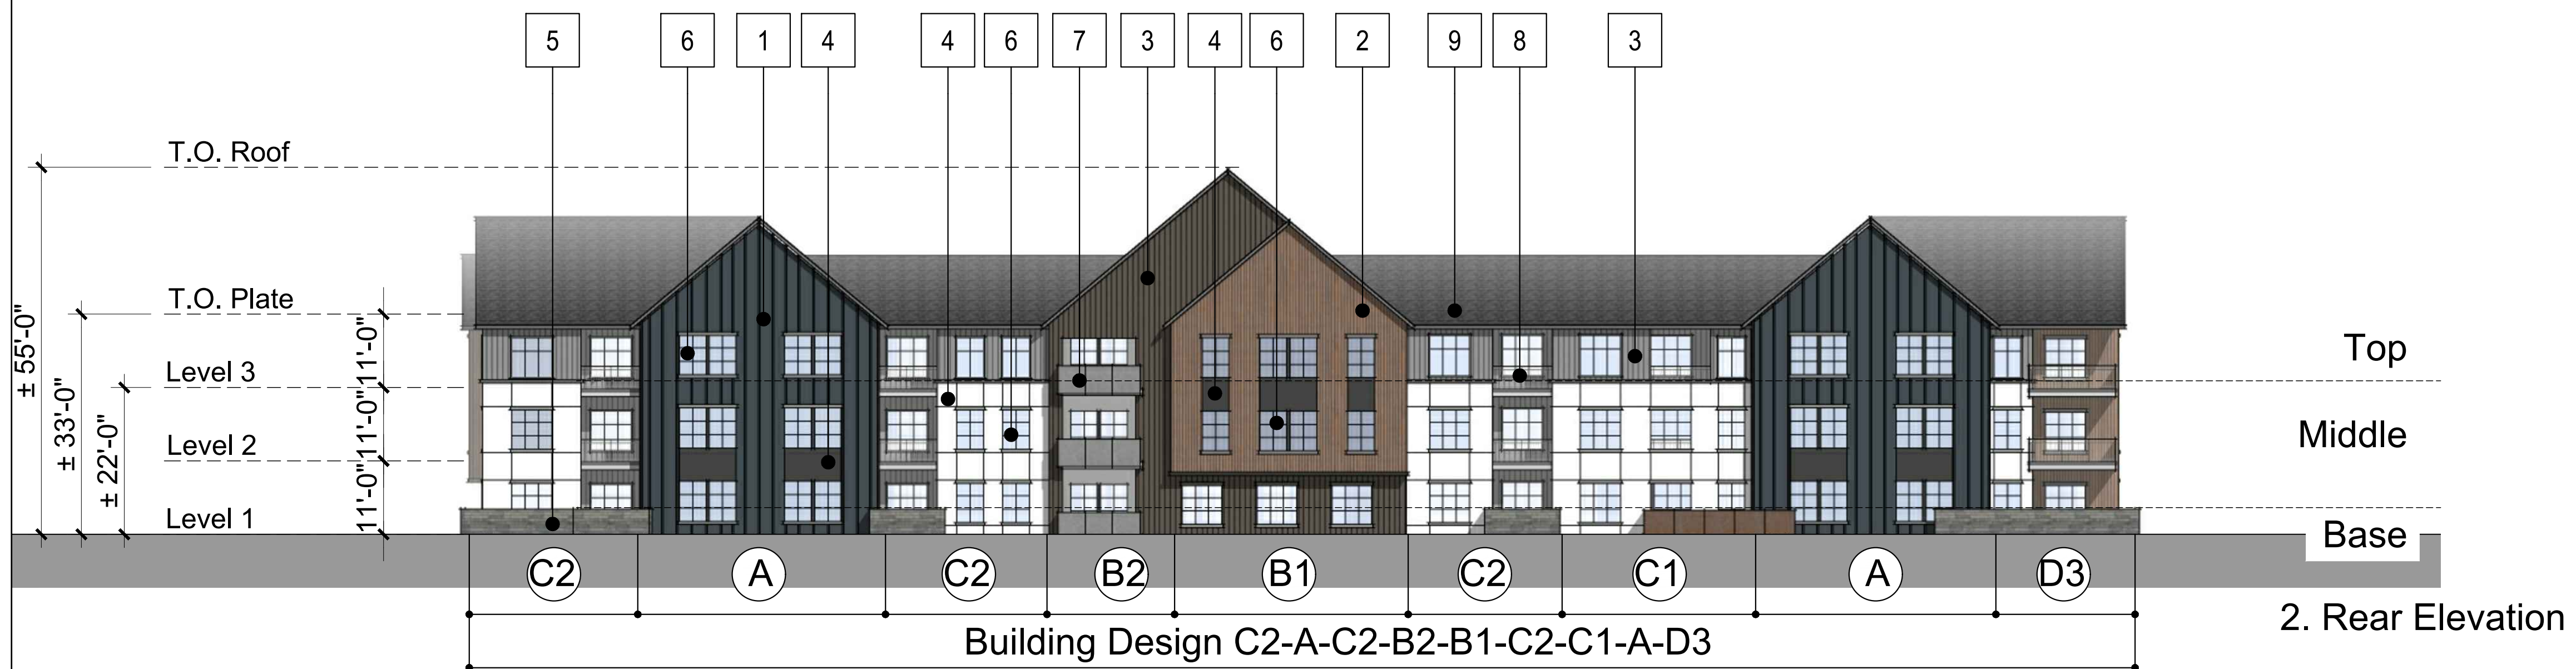 5 6 1 4 4 6 7 3 4 6 2 9 8 3
T.O. Roof
T.O. Plate
Level 3
Level 2
Level 1
± 55'-0"
± 33'-0"
± 22'-0"
11'-0"
11'-0"
11'-0"
Top
Middle
Base
C2 A C2 B2 B1 C2 C1 A D3
Building Design C2-A-C2-B2-B1-C2-C1-A-D3
2. Rear Elevation